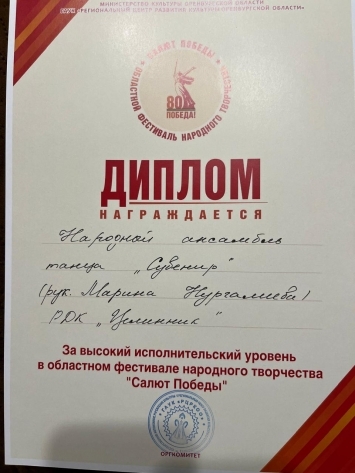 МИНИСТЕРСТВО КУЛЬТУРЫ ОРЕНБУРГСКОЙ ОБЛАСТИ
ГАУК "РЕГИОНАЛЬНЫЙ ЦЕНТР РАЗВИТИЯ КУЛЬТУРЫ ОРЕНБУРГСКОЙ ОБЛАСТИ"
САЛЮТ ПОБЕДЫ
ОБЛАСТНОЙ ФЕСТИВАЛЬ НАРОДНОГО ТВОРЧЕСТВА
80
ПОБЕДА!
ДИПЛОМ
НАГРАЖДАЕТСЯ
Народной ансамбль
танца "Сувенир"
(рук. Марина Нургалиева)
РДК "Целинник"
За высокий исполнительский уровень
в областном фестивале народного творчества
"Салют Победы"
ОРГКОМИТЕТ